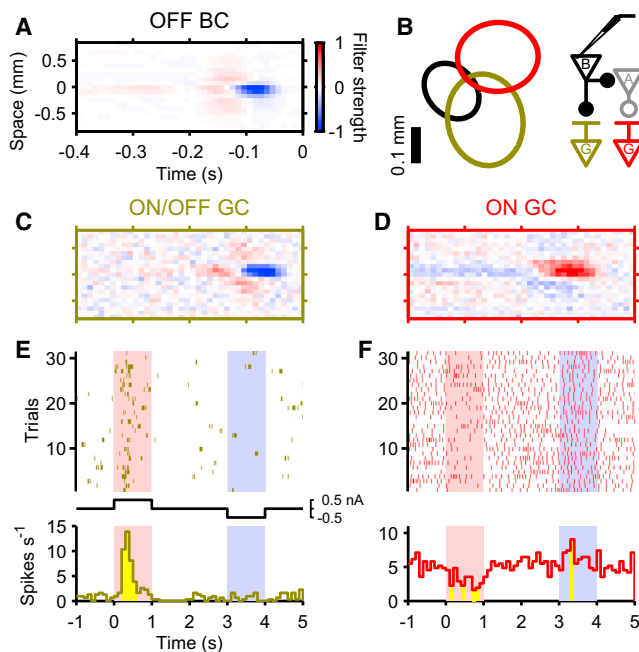 A
OFF BC
Space (mm)
0.5
0
-0.5
-0.4
-0.3
-0.2
-0.1
0
Time (s)
1
0
-1
Filter strength
B
0.1 mm
B
A
G
G
C
ON/OFF GC
D
ON GC
E
Trials
30
20
10
0.5 nA
-0.5
Spikes s⁻¹
15
10
5
0
-1
0
1
2
3
4
5
Time (s)
F
10
5
0
-1
0
1
2
3
4
5